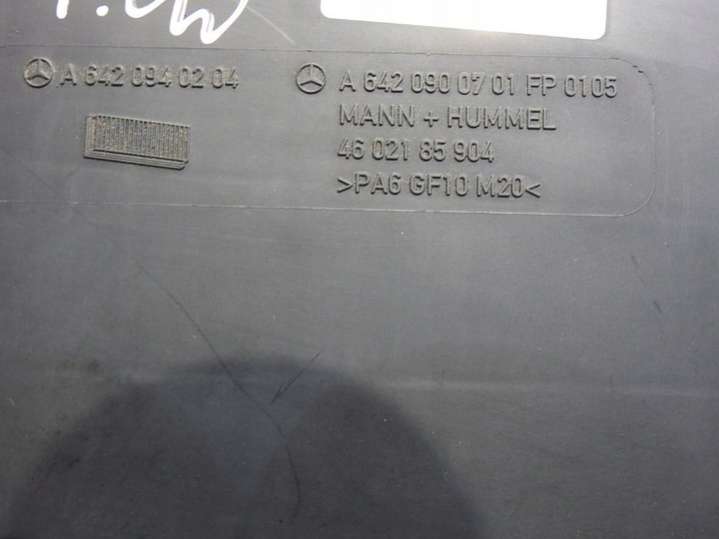 A 642 094 02 04
A 642 090 07 01 FP 0105
MANN + HUMMEL
46 021 85 904
>PA6 GF10 M20<